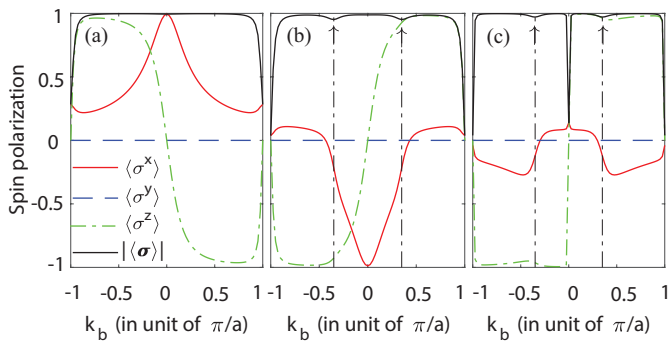 Spin polarization
1
0.5
0
-0.5
-1
(a) (b) (c)
⟨σˣ⟩
⟨σʸ⟩
⟨σᶻ⟩
|⟨σ⟩|
-1 -0.5 0 0.5 1 -1 -0.5 0 0.5 1 -1 -0.5 0 0.5 1
k_b (in unit of π/a) k_b (in unit of π/a) k_b (in unit of π/a)